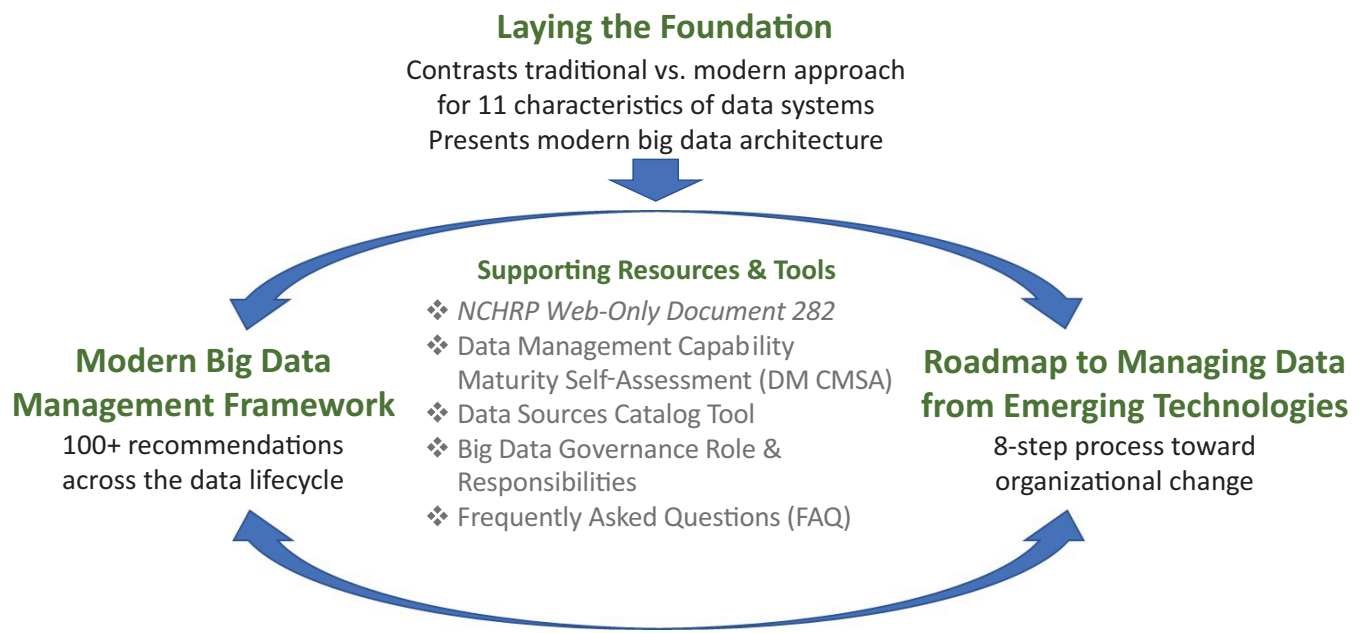 Laying the Foundation
Contrasts traditional vs. modern approach
for 11 characteristics of data systems
Presents modern big data architecture
Modern Big Data
Management Framework
100+ recommendations
across the data lifecycle
Supporting Resources & Tools
❖ NCHRP Web-Only Document 282
❖ Data Management Capability
Maturity Self-Assessment (DM CMSA)
❖ Data Sources Catalog Tool
❖ Big Data Governance Role &
Responsibilities
❖ Frequently Asked Questions (FAQ)
Roadmap to Managing Data
from Emerging Technologies
8-step process toward
organizational change